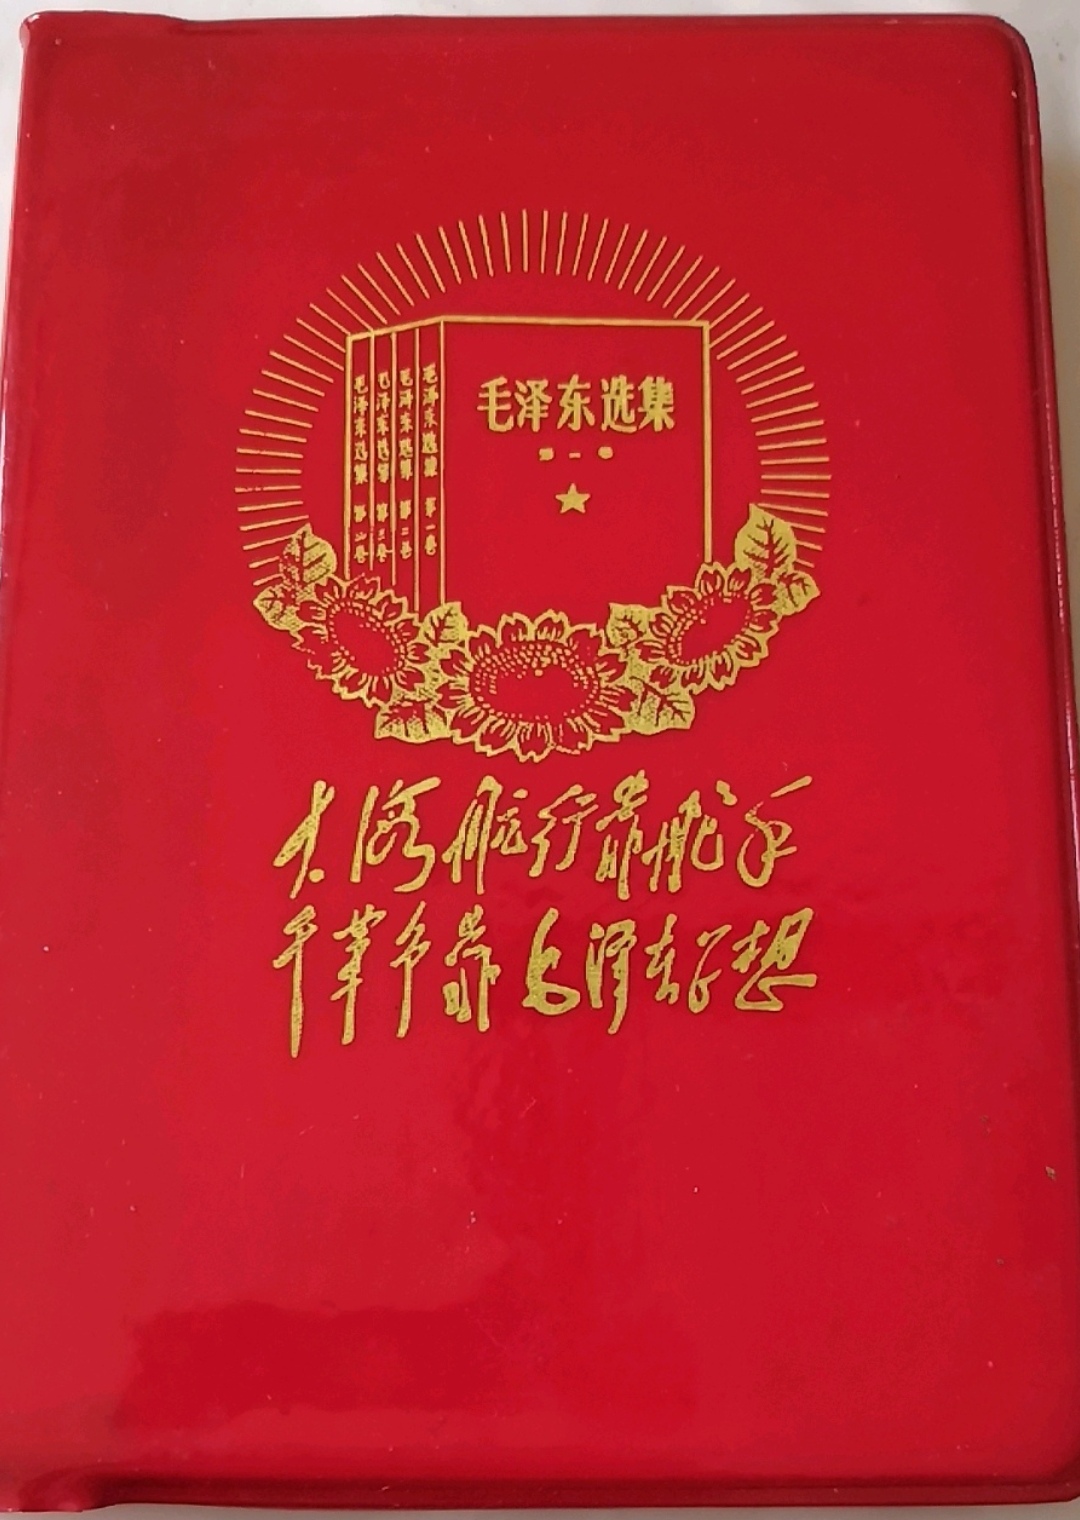 毛泽东选集
第一卷
毛泽东选集 第一卷
毛泽东选集 第二卷
毛泽东选集 第三卷
毛泽东选集 第四卷
大海航行靠舵手
干革命靠毛泽东思想